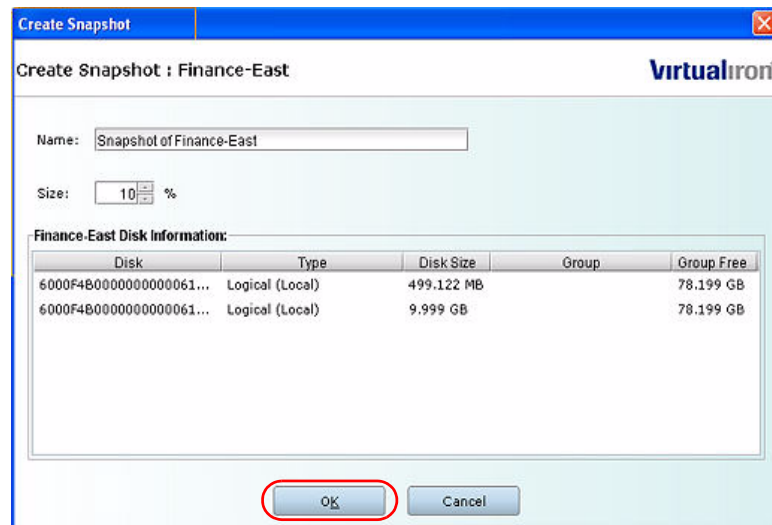 Create Snapshot
Create Snapshot : Finance-East
Virtualiron
Name: Snapshot of Finance-East
Size: 10 %
Finance-East Disk Information:
Disk Type Disk Size Group Group Free
6000F4B0000000000061... Logical (Local) 499.122 MB 78.199 GB
6000F4B0000000000061... Logical (Local) 9.999 GB 78.199 GB
OK Cancel